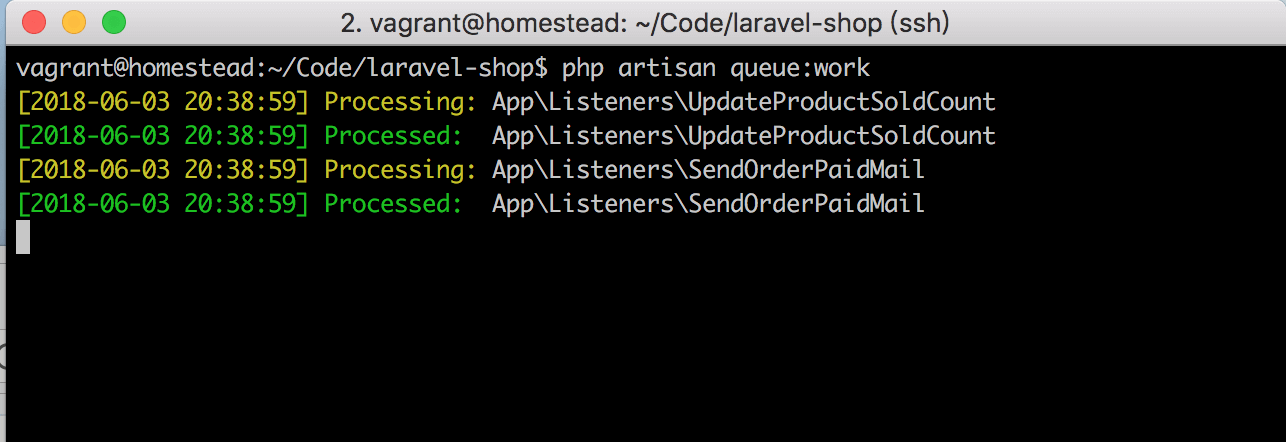 2. vagrant@homestead: ~/Code/laravel-shop (ssh)
vagrant@homestead:~/Code/laravel-shop$ php artisan queue:work
[2018-06-03 20:38:59] Processing: App\Listeners\UpdateProductSoldCount
[2018-06-03 20:38:59] Processed:  App\Listeners\UpdateProductSoldCount
[2018-06-03 20:38:59] Processing: App\Listeners\SendOrderPaidMail
[2018-06-03 20:38:59] Processed:  App\Listeners\SendOrderPaidMail